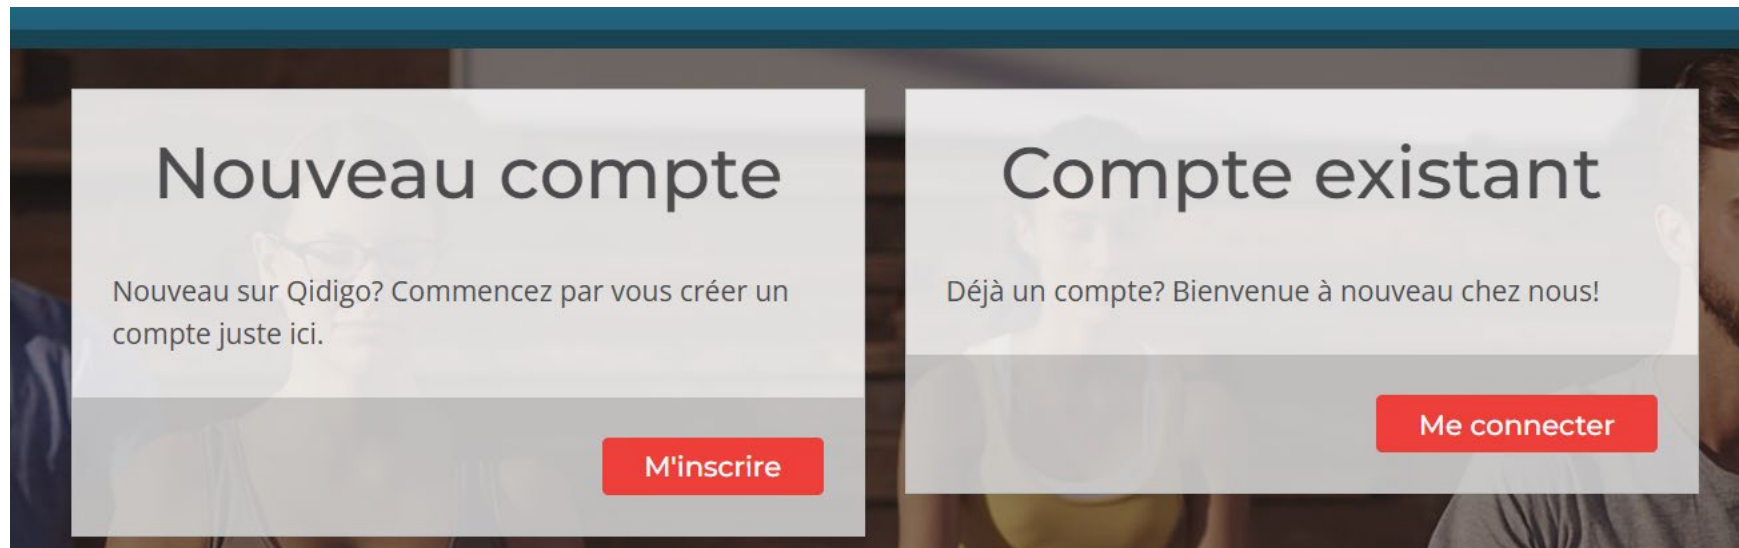 Nouveau compte
Nouveau sur Qidigo? Commencez par vous créer un
compte juste ici.
M'inscrire
Compte existant
Déjà un compte? Bienvenue à nouveau chez nous!
Me connecter